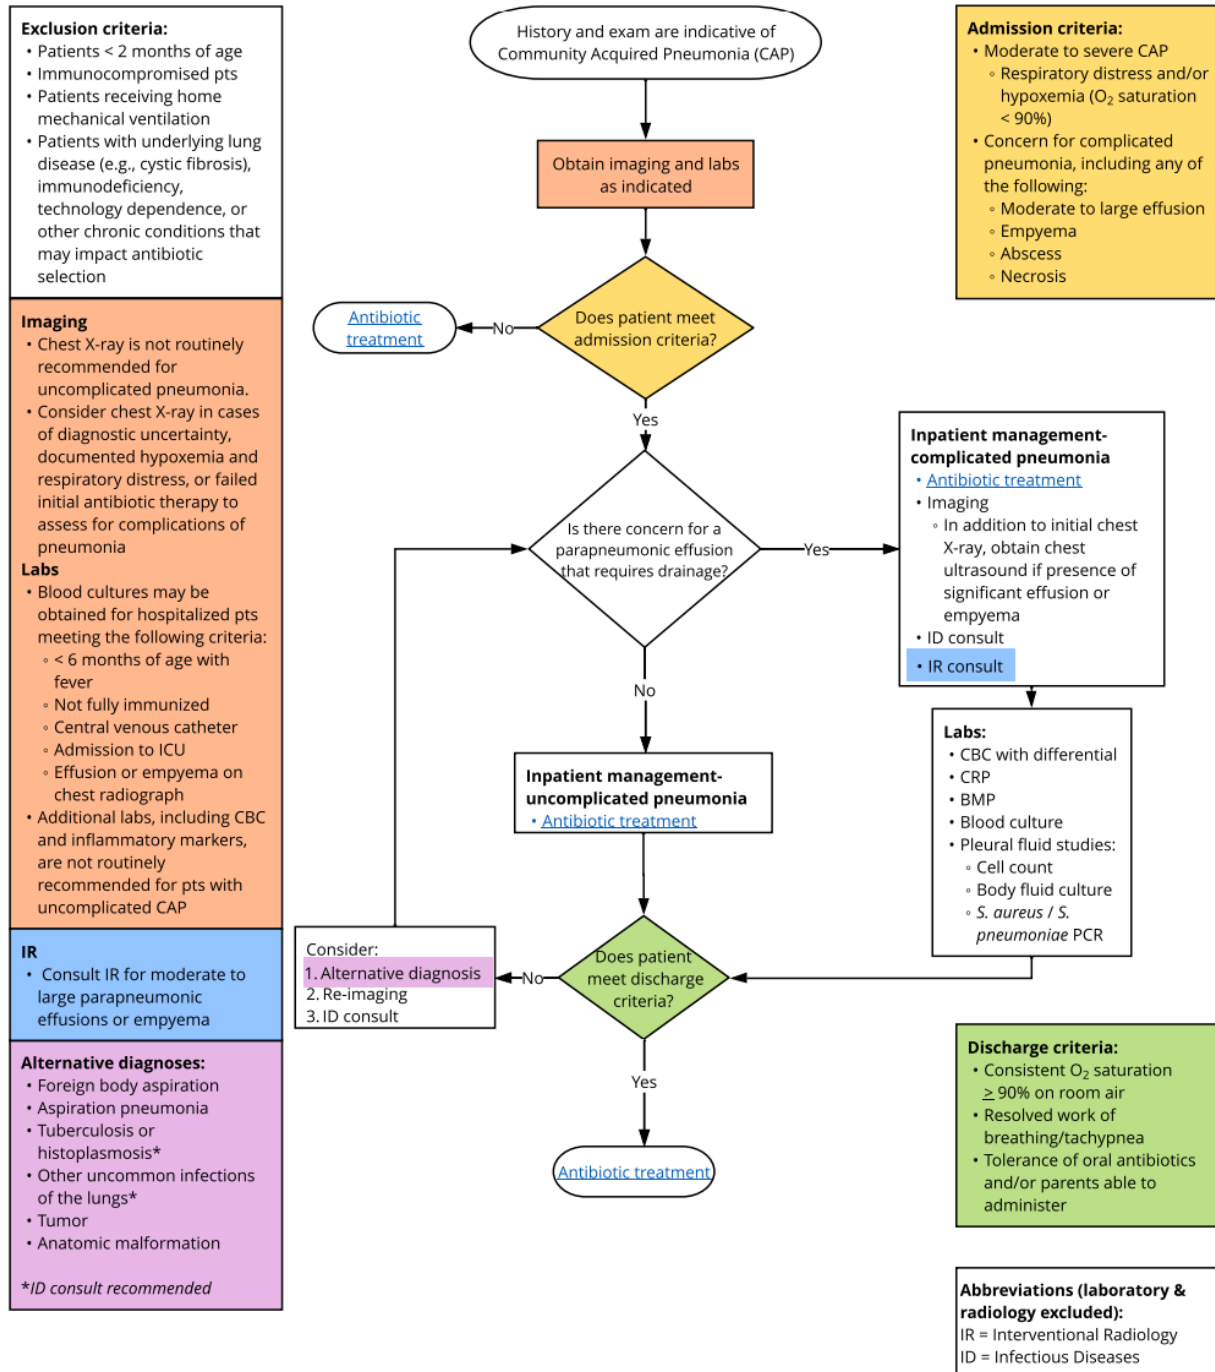 Exclusion criteria:
• Patients < 2 months of age
• Immunocompromised pts
• Patients receiving home
mechanical ventilation
• Patients with underlying lung
disease (e.g., cystic fibrosis),
immunodeficiency,
technology dependence, or
other chronic conditions that
may impact antibiotic
selection
Imaging
• Chest X-ray is not routinely
recommended for
uncomplicated pneumonia.
• Consider chest X-ray in cases
of diagnostic uncertainty,
documented hypoxemia and
respiratory distress, or failed
initial antibiotic therapy to
assess for complications of
pneumonia
Labs
• Blood cultures may be
obtained for hospitalized pts
meeting the following criteria:
◦ < 6 months of age with
fever
◦ Not fully immunized
◦ Central venous catheter
◦ Admission to ICU
◦ Effusion or empyema on
chest radiograph
• Additional labs, including CBC
and inflammatory markers,
are not routinely
recommended for pts with
uncomplicated CAP
IR
• Consult IR for moderate to
large parapneumonic
effusions or empyema
Alternative diagnoses:
• Foreign body aspiration
• Aspiration pneumonia
• Tuberculosis or
histoplasmosis*
• Other uncommon infections
of the lungs*
• Tumor
• Anatomic malformation
*ID consult recommended
History and exam are indicative of
Community Acquired Pneumonia (CAP)
Obtain imaging and labs
as indicated
Does patient meet
admission criteria?
No
Antibiotic
treatment
Yes
Is there concern for a
parapneumonic effusion
that requires drainage?
Yes
No
Inpatient management-
uncomplicated pneumonia
• Antibiotic treatment
Does patient
meet discharge
criteria?
No
Consider:
1. Alternative diagnosis
2. Re-imaging
3. ID consult
Yes
Antibiotic treatment
Admission criteria:
• Moderate to severe CAP
◦ Respiratory distress and/or
hypoxemia (O₂ saturation
< 90%)
• Concern for complicated
pneumonia, including any of
the following:
◦ Moderate to large effusion
◦ Empyema
◦ Abscess
◦ Necrosis
Inpatient management-
complicated pneumonia
• Antibiotic treatment
• Imaging
◦ In addition to initial chest
X-ray, obtain chest
ultrasound if presence of
significant effusion or
empyema
• ID consult
• IR consult
Labs:
• CBC with differential
• CRP
• BMP
• Blood culture
• Pleural fluid studies:
◦ Cell count
◦ Body fluid culture
◦ S. aureus / S.
pneumoniae PCR
Discharge criteria:
• Consistent O₂ saturation
≥ 90% on room air
• Resolved work of
breathing/tachypnea
• Tolerance of oral antibiotics
and/or parents able to
administer
Abbreviations (laboratory &
radiology excluded):
IR = Interventional Radiology
ID = Infectious Diseases